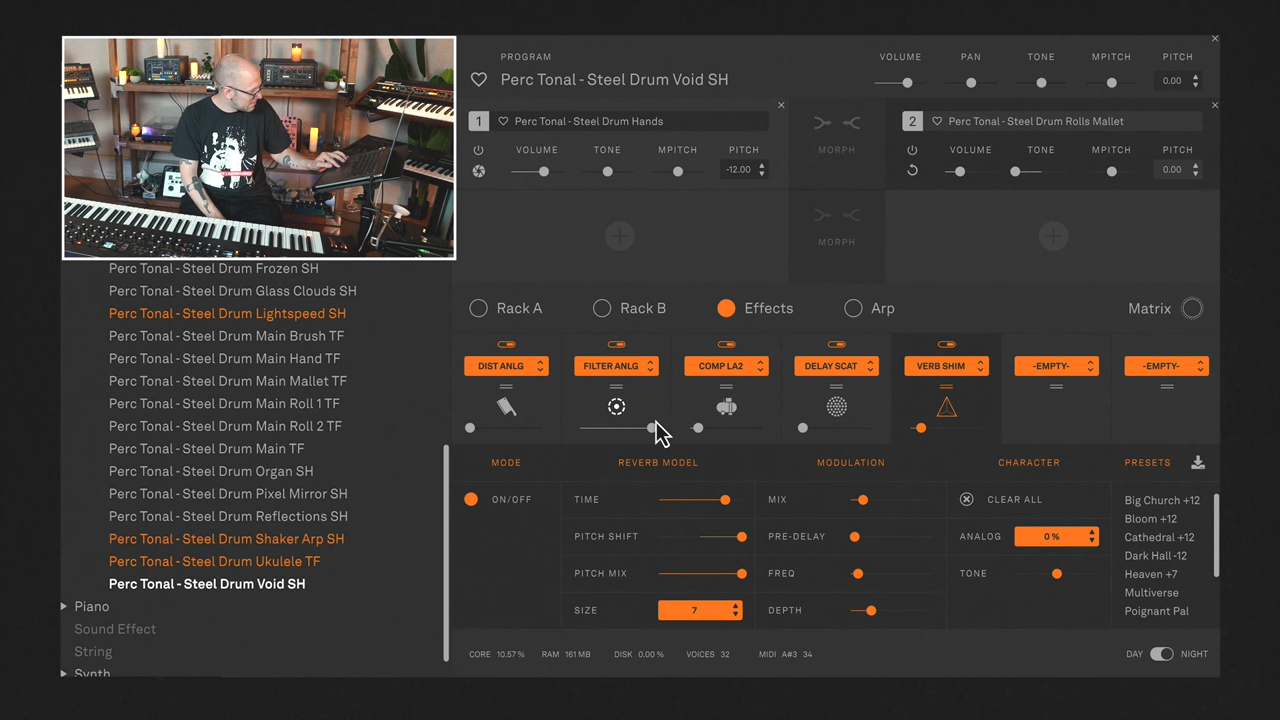 PROGRAM
Perc Tonal - Steel Drum Void SH
VOLUME PAN TONE MPITCH PITCH
0.00
1 Perc Tonal - Steel Drum Hands
VOLUME TONE MPITCH PITCH
-12.00
MORPH
2 Perc Tonal - Steel Drum Rolls Mallet
VOLUME TONE MPITCH PITCH
0.00
MORPH
Perc Tonal - Steel Drum Frozen SH
Perc Tonal - Steel Drum Glass Clouds SH
Perc Tonal - Steel Drum Lightspeed SH
Perc Tonal - Steel Drum Main Brush TF
Perc Tonal - Steel Drum Main Hand TF
Perc Tonal - Steel Drum Main Mallet TF
Perc Tonal - Steel Drum Main Roll 1 TF
Perc Tonal - Steel Drum Main Roll 2 TF
Perc Tonal - Steel Drum Main TF
Perc Tonal - Steel Drum Organ SH
Perc Tonal - Steel Drum Pixel Mirror SH
Perc Tonal - Steel Drum Reflections SH
Perc Tonal - Steel Drum Shaker Arp SH
Perc Tonal - Steel Drum Ukulele TF
Perc Tonal - Steel Drum Void SH
Piano
Sound Effect
String
Synth
Rack A Rack B Effects Arp Matrix
DIST ANLG FILTER ANLG COMP LA2 DELAY SCAT VERB SHIM -EMPTY- -EMPTY-
MODE REVERB MODEL MODULATION CHARACTER PRESETS
ON/OFF
TIME
PITCH SHIFT
PITCH MIX
SIZE 7
MIX
PRE-DELAY
FREQ
DEPTH
CLEAR ALL
ANALOG 0 %
TONE
Big Church +12
Bloom +12
Cathedral +12
Dark Hall -12
Heaven +7
Multiverse
Poignant Pal
CORE 10.57 % RAM 161 MB DISK 0.00 % VOICES 32 MIDI A#3 34
DAY NIGHT